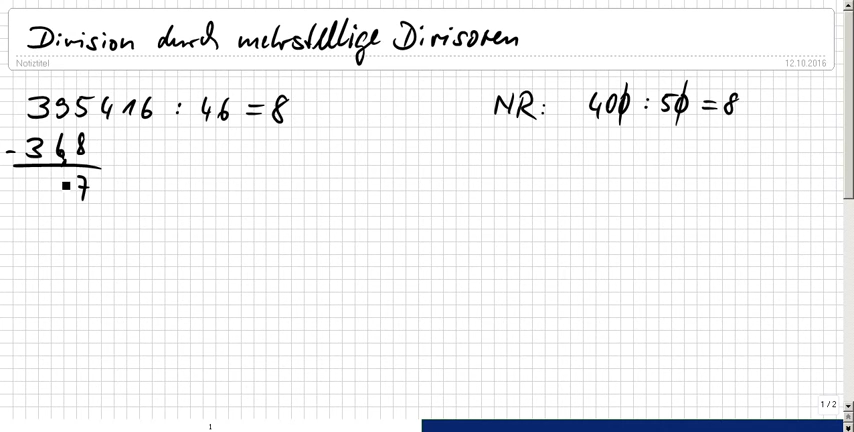 Division durch mehrstellige Divisoren
Notiztitel
12.10.2016
395416 : 46 = 8
NR: 400 : 50 = 8
- 368
7
1 / 2
1